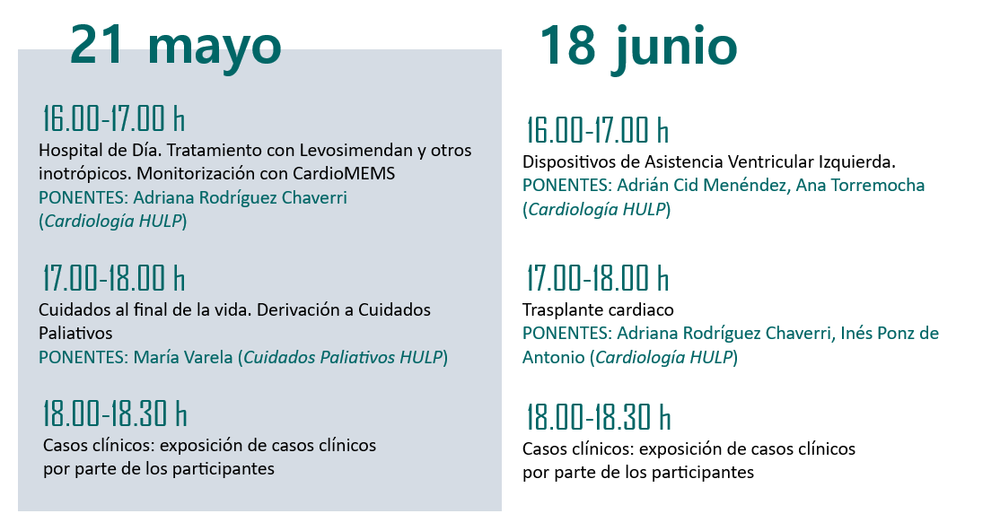 21 mayo
16.00-17.00 h
Hospital de Día. Tratamiento con Levosimendan y otros
inotrópicos. Monitorización con CardioMEMS
PONENTES: Adriana Rodríguez Chaverri
(Cardiología HULP)
17.00-18.00 h
Cuidados al final de la vida. Derivación a Cuidados
Paliativos
PONENTES: María Varela (Cuidados Paliativos HULP)
18.00-18.30 h
Casos clínicos: exposición de casos clínicos
por parte de los participantes
18 junio
16.00-17.00 h
Dispositivos de Asistencia Ventricular Izquierda.
PONENTES: Adrián Cid Menéndez, Ana Torremocha
(Cardiología HULP)
17.00-18.00 h
Trasplante cardiaco
PONENTES: Adriana Rodríguez Chaverri, Inés Ponz de
Antonio (Cardiología HULP)
18.00-18.30 h
Casos clínicos: exposición de casos clínicos
por parte de los participantes